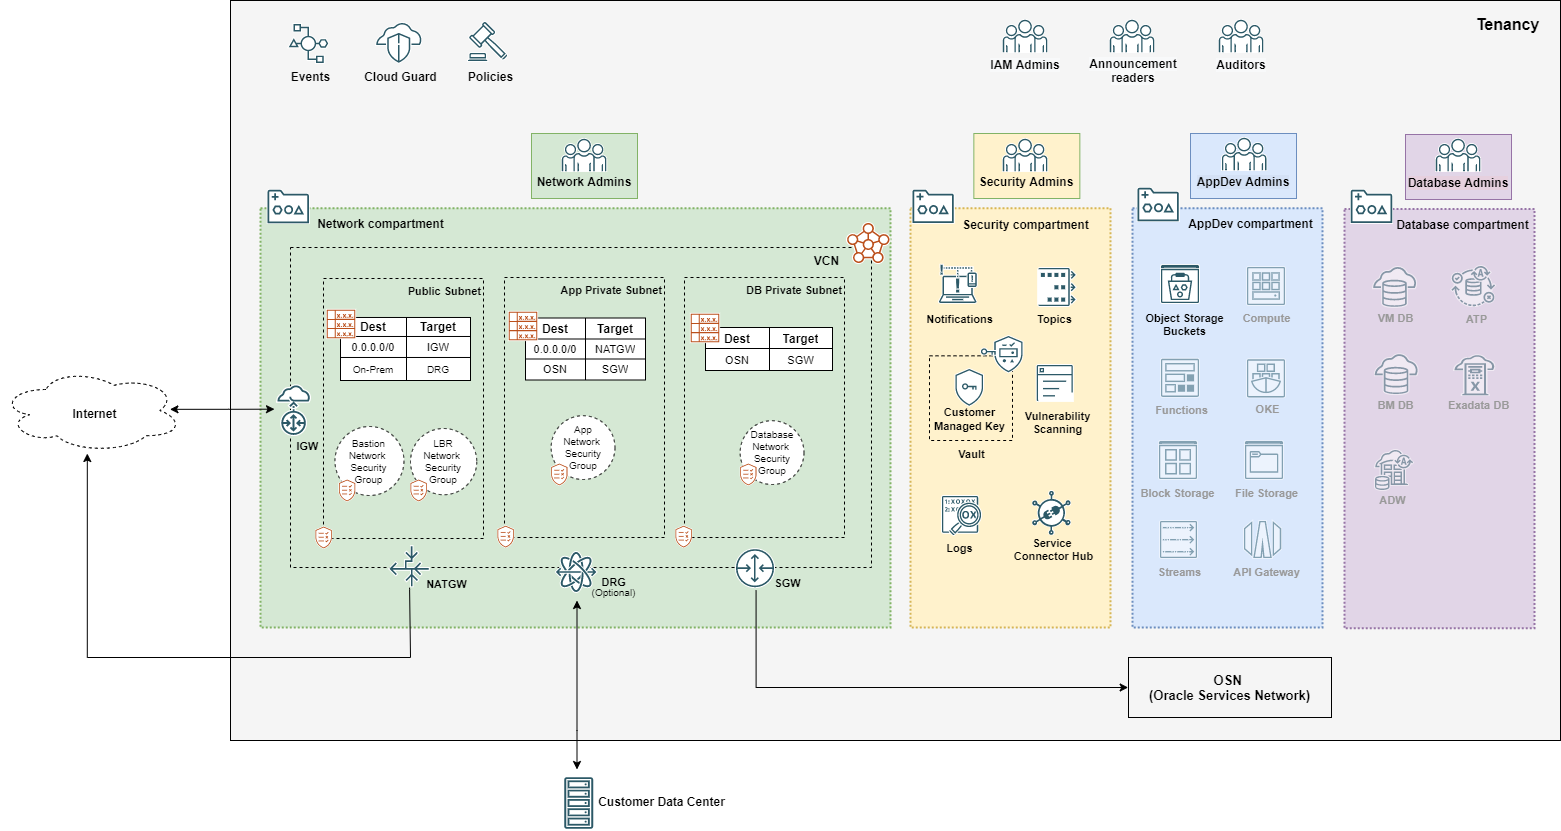 Tenancy
Events
Cloud Guard
Policies
IAM Admins
Announcement
readers
Auditors
Network Admins
Security Admins
AppDev Admins
Database Admins
Network compartment
VCN
Public Subnet
Dest Target
0.0.0.0/0 IGW
On-Prem DRG
Bastion
Network
Security
Group
LBR
Network
Security
Group
App Private Subnet
Dest Target
0.0.0.0/0 NATGW
OSN SGW
App
Network
Security
Group
DB Private Subnet
Dest Target
OSN SGW
Database
Network
Security
Group
Internet
IGW
NATGW
DRG
(Optional)
SGW
Security compartment
Notifications
Topics
Customer
Managed Key
Vault
Vulnerability
Scanning
Logs
Service
Connector Hub
AppDev compartment
Object Storage
Buckets
Compute
Functions
OKE
Block Storage
File Storage
Streams
API Gateway
Database compartment
VM DB
ATP
BM DB
Exadata DB
ADW
OSN
(Oracle Services Network)
Customer Data Center